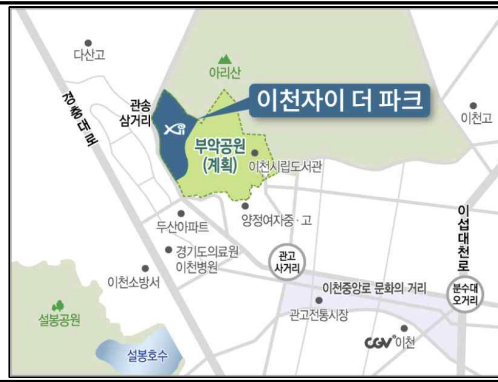 다산고
아리산
경충대로
관송
삼거리
이천자이 더 파크
이천고
Xi
부악공원
(계획)
이천시립도서관
두산아파트
양정여자중·고
이섭대천로
경기도의료원
이천병원
관고
사거리
이천소방서
이천중앙로 문화의 거리
분수대
오거리
설봉공원
관고전통시장
설봉호수
CGV 이천